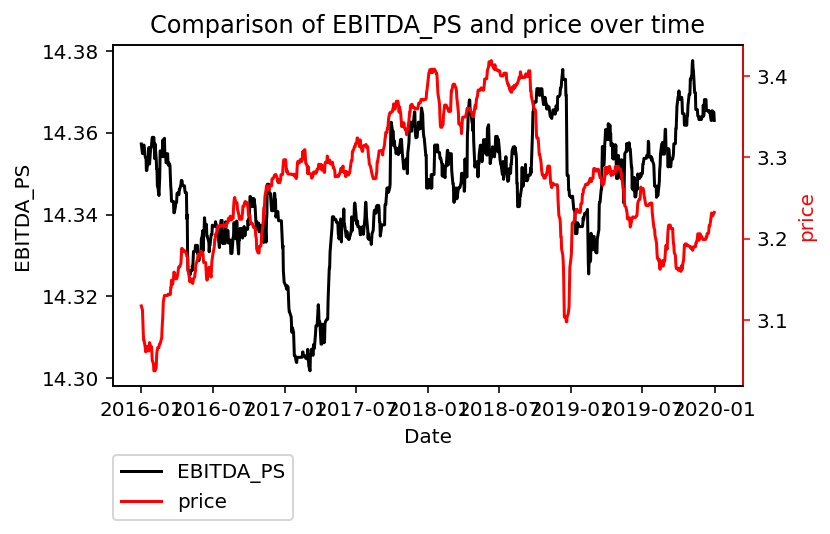 Comparison of EBITDA_PS and price over time
14.38
14.36
14.34
14.32
14.30
EBITDA_PS
3.4
3.3
3.2
3.1
price
2016-01 2016-07 2017-01 2017-07 2018-01 2018-07 2019-01 2019-07 2020-01
Date
EBITDA_PS
price